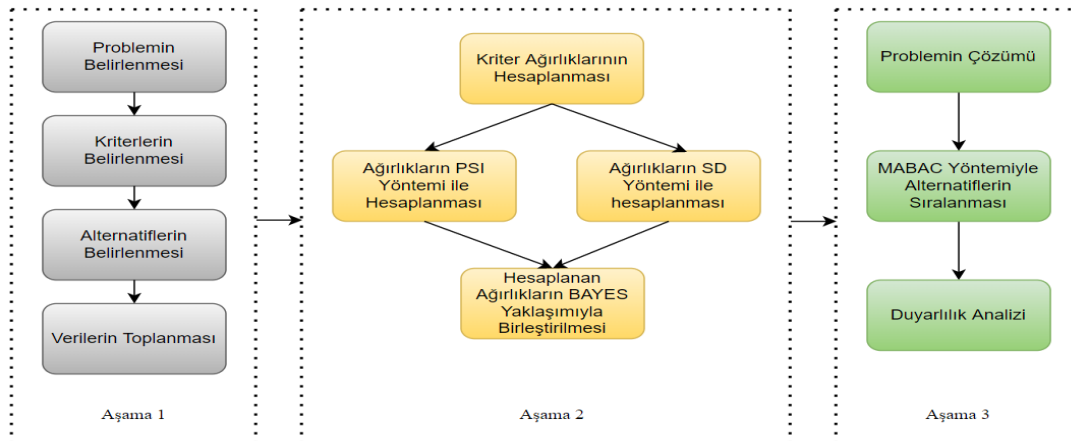 Problemin
Belirlenmesi
Kriterlerin
Belirlenmesi
Alternatiflerin
Belirlenmesi
Verilerin Toplanması
Aşama 1
Kriter Ağırlıklarının
Hesaplanması
Ağırlıkların PSI
Yöntemi ile
Hesaplanması
Ağırlıkların SD
Yöntemi ile
hesaplanması
Hesaplanan
Ağırlıkların BAYES
Yaklaşımıyla
Birleştirilmesi
Aşama 2
Problemin Çözümü
MABAC Yöntemiyle
Alternatiflerin
Sıralanması
Duyarlılık Analizi
Aşama 3